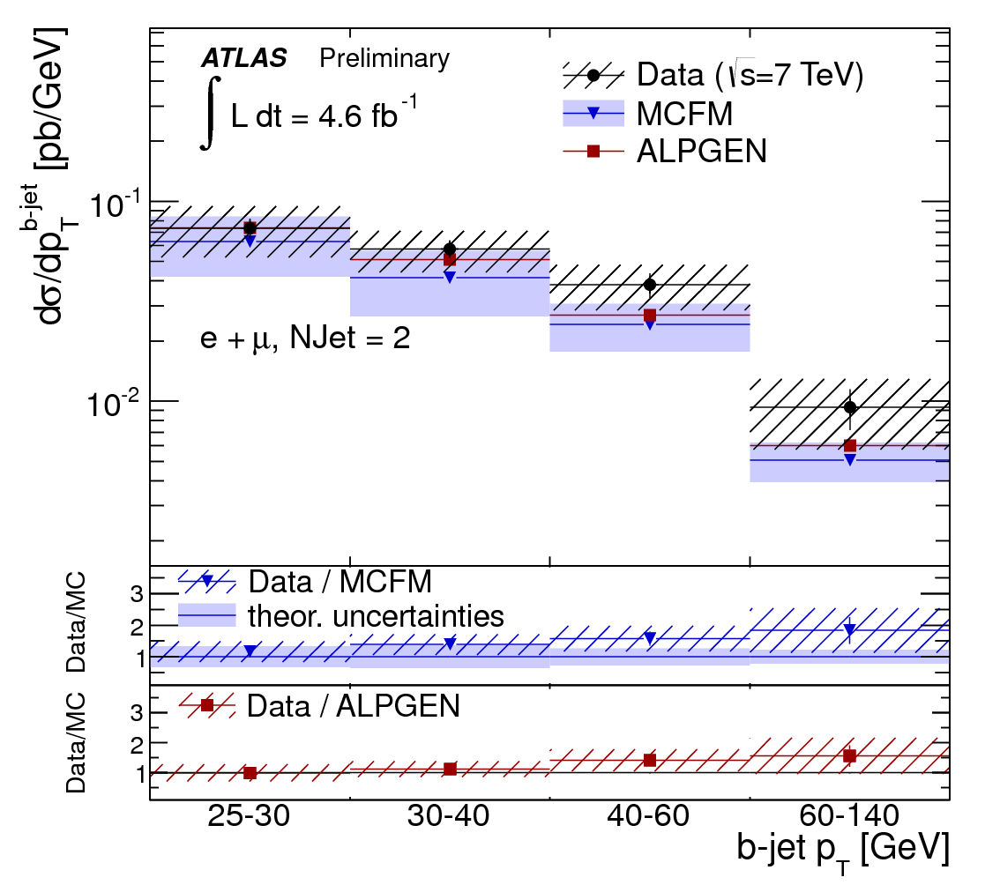 ATLAS Preliminary
∫ L dt = 4.6 fb⁻¹
Data (√s=7 TeV)
MCFM
ALPGEN
dσ/dp_T^b-jet [pb/GeV]
10⁻¹
e + μ, NJet = 2
10⁻²
Data / MCFM
theor. uncertainties
Data/MC
3
2
1
Data / ALPGEN
Data/MC
3
2
1
25-30 30-40 40-60 60-140
b-jet p_T [GeV]